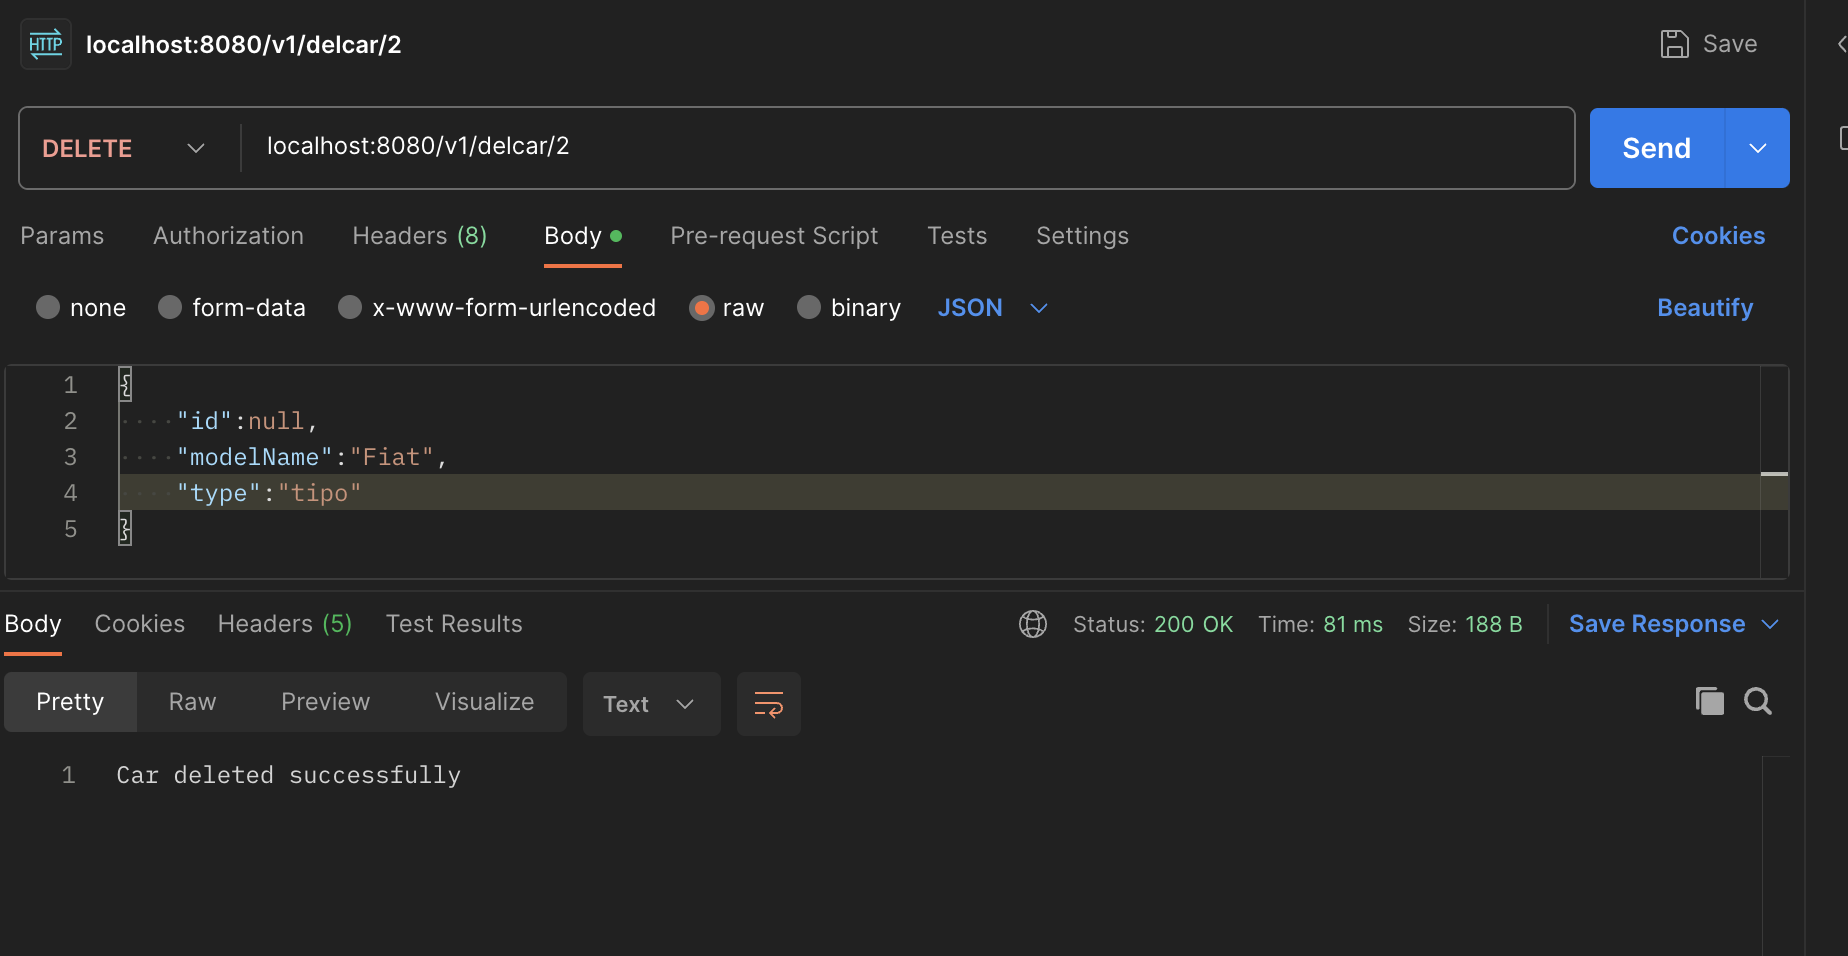 HTTP localhost:8080/v1/delcar/2 Save
DELETE localhost:8080/v1/delcar/2 Send
Params Authorization Headers (8) Body Pre-request Script Tests Settings Cookies
none form-data x-www-form-urlencoded raw binary JSON Beautify
1 {
2 "id":null,
3 "modelName":"Fiat",
4 "type":"tipo"
5 }
Body Cookies Headers (5) Test Results Status: 200 OK Time: 81 ms Size: 188 B Save Response
Pretty Raw Preview Visualize Text
1 Car deleted successfully